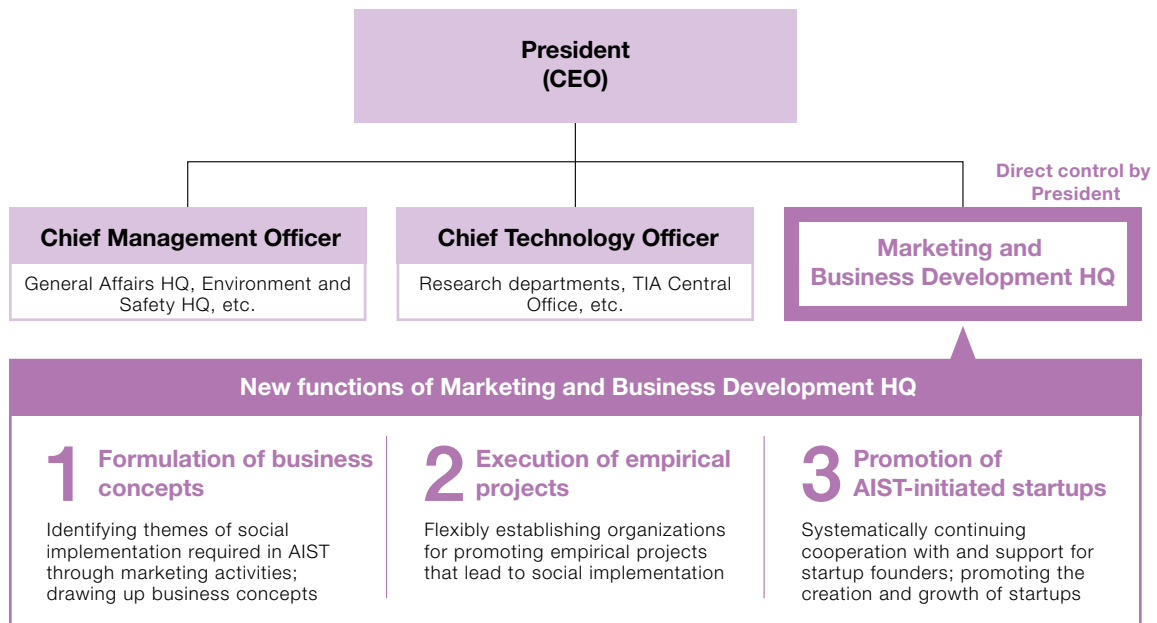 President
(CEO)
Direct control by
President
Chief Management Officer
General Affairs HQ, Environment and
Safety HQ, etc.
Chief Technology Officer
Research departments, TIA Central
Office, etc.
Marketing and
Business Development HQ
New functions of Marketing and Business Development HQ
1 Formulation of business
concepts
Identifying themes of social
implementation required in AIST
through marketing activities;
drawing up business concepts
2 Execution of empirical
projects
Flexibly establishing organizations
for promoting empirical projects
that lead to social implementation
3 Promotion of
AIST-initiated startups
Systematically continuing
cooperation with and support for
startup founders; promoting the
creation and growth of startups